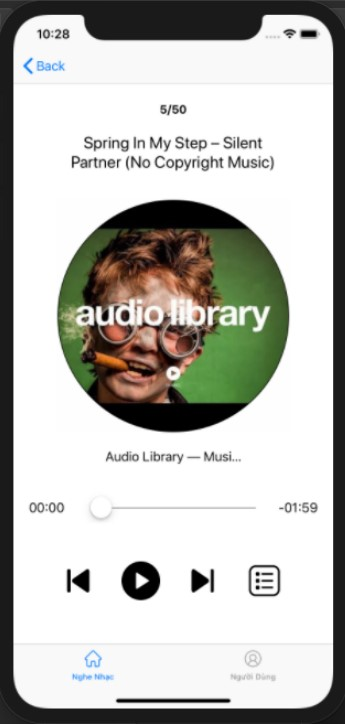 10:28
Back
5/50
Spring In My Step – Silent
Partner (No Copyright Music)
audio library
Audio Library — Musi...
00:00
-01:59
Nghe Nhạc
Người Dùng